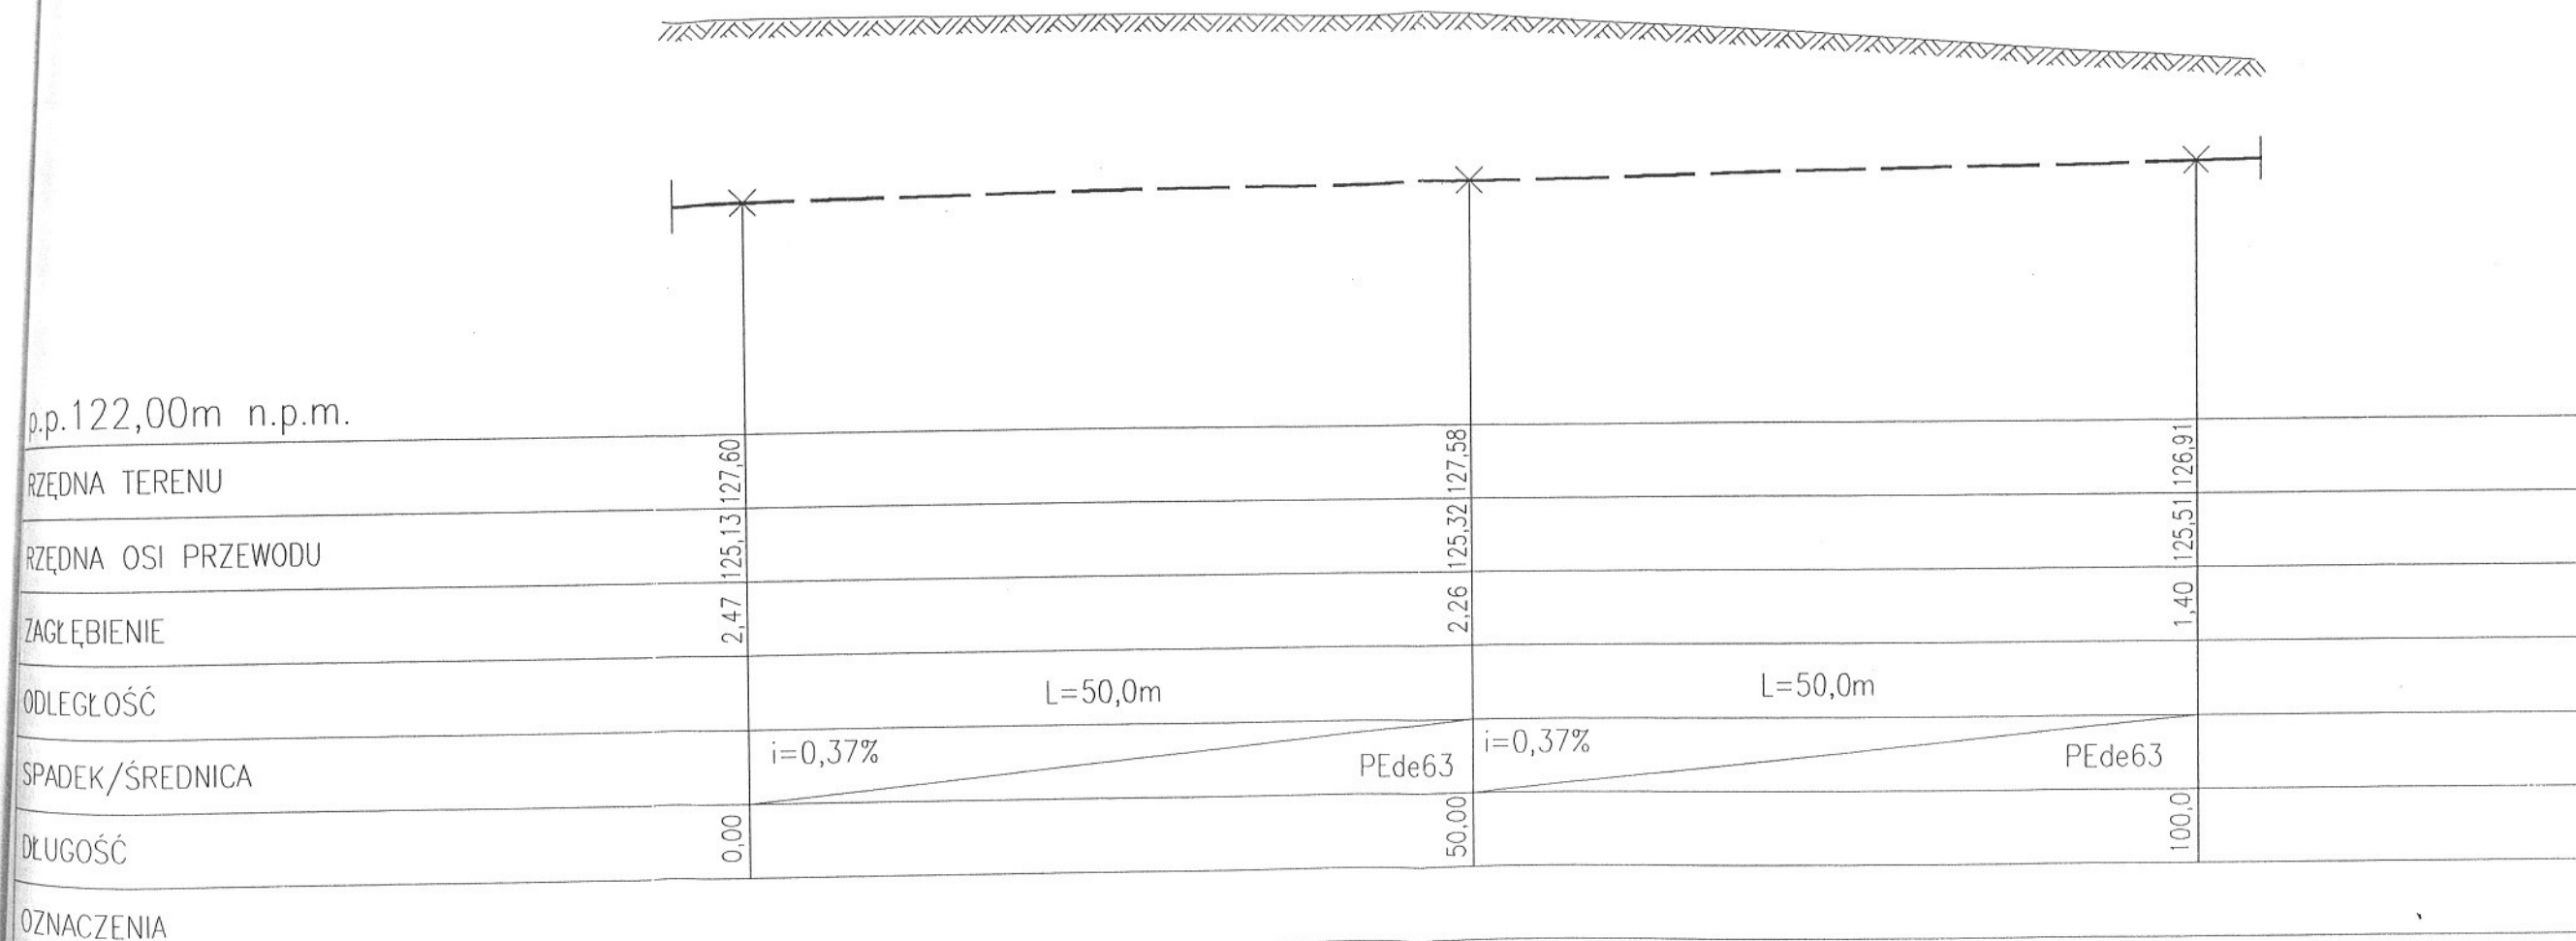 p.p.122,00m n.p.m.
RZĘDNA TERENU 127,60 127,58 126,91
RZĘDNA OSI PRZEWODU 125,13 125,32 125,51
ZAGŁĘBIENIE 2,47 2,26 1,40
ODLEGŁOŚĆ L=50,0m L=50,0m
SPADEK/ŚREDNICA i=0,37% PEde63 i=0,37% PEde63
DŁUGOŚĆ 0,00 50,00 100,0
OZNACZENIA